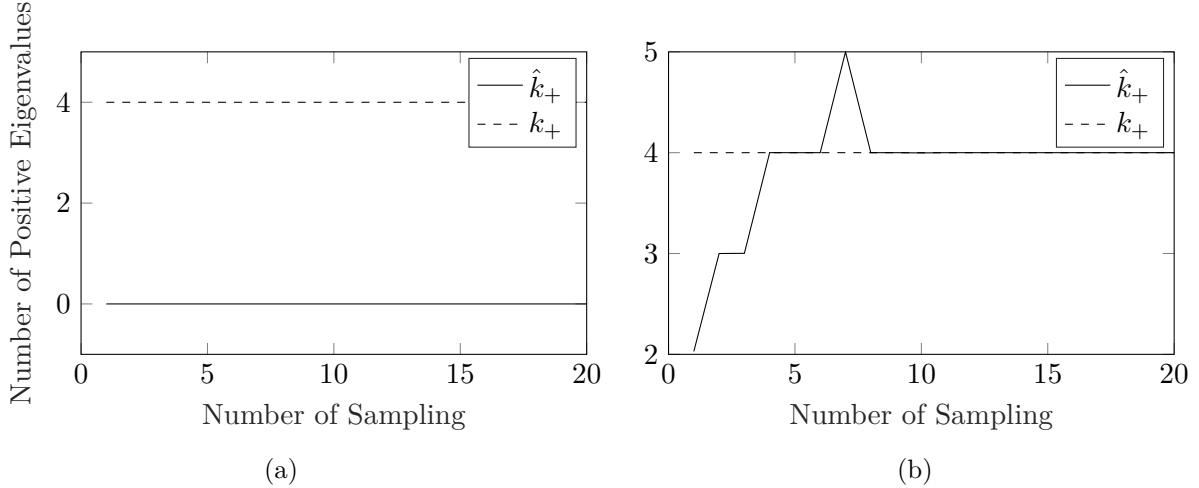 Number of Positive Eigenvalues
4
2
0
0
5
10
15
20
Number of Sampling
k̂₊
k₊
(a)
5
4
3
2
0
5
10
15
20
Number of Sampling
k̂₊
k₊
(b)